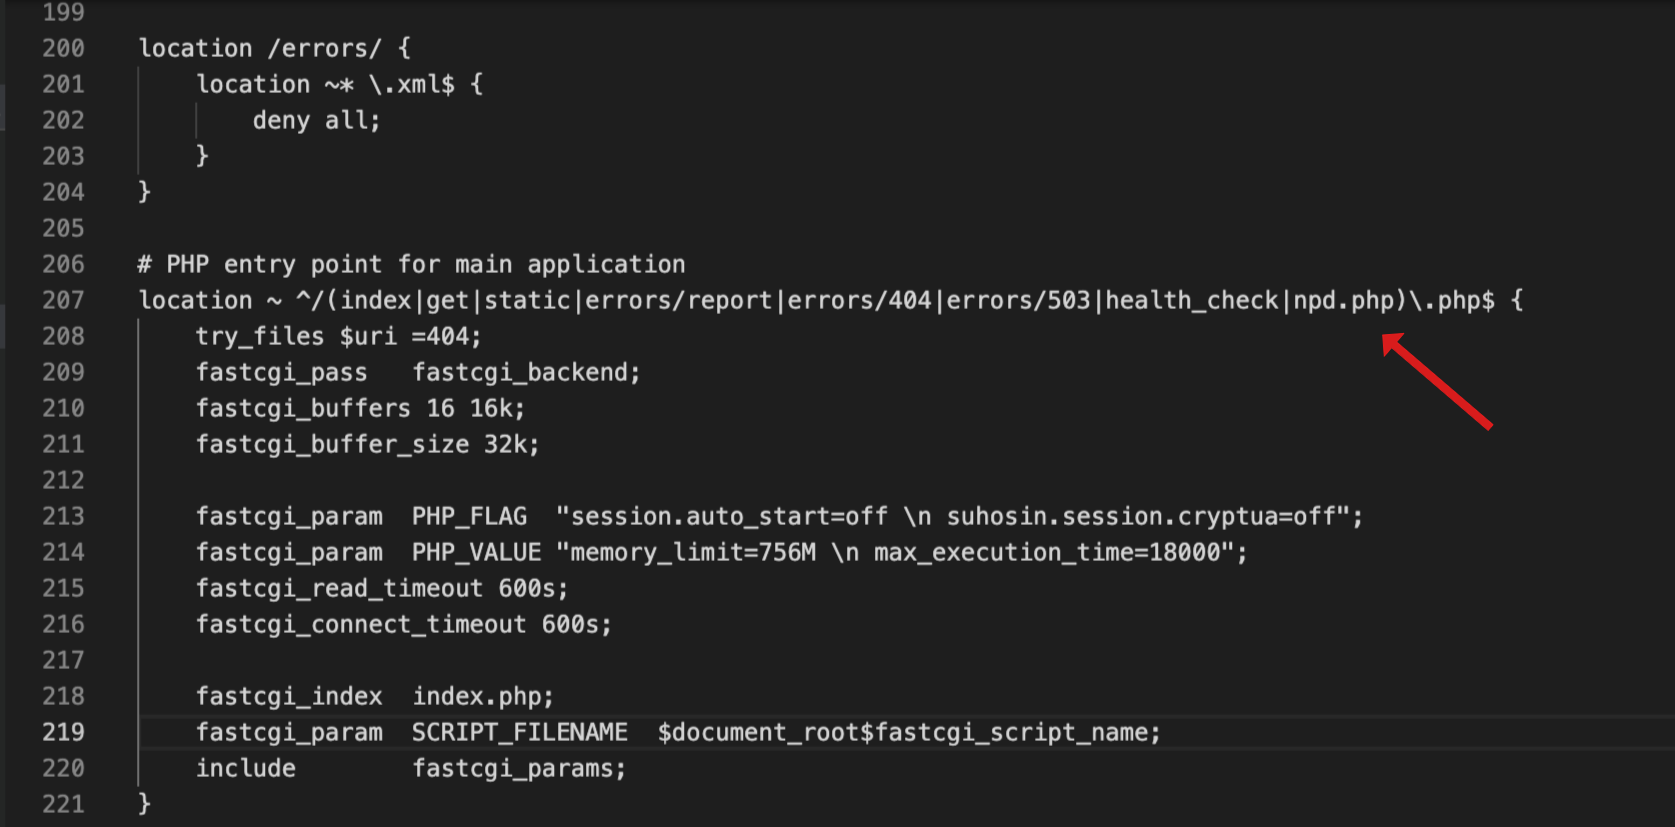 199
200 location /errors/ {
201     location ~* \.xml$ {
202         deny all;
203     }
204 }
205
206 # PHP entry point for main application
207 location ~ ^/(index|get|static|errors/report|errors/404|errors/503|health_check|npd.php)\.php$ {
208     try_files $uri =404;
209     fastcgi_pass   fastcgi_backend;
210     fastcgi_buffers 16 16k;
211     fastcgi_buffer_size 32k;
212
213     fastcgi_param  PHP_FLAG  "session.auto_start=off \n suhosin.session.cryptua=off";
214     fastcgi_param  PHP_VALUE "memory_limit=756M \n max_execution_time=18000";
215     fastcgi_read_timeout 600s;
216     fastcgi_connect_timeout 600s;
217
218     fastcgi_index  index.php;
219     fastcgi_param  SCRIPT_FILENAME  $document_root$fastcgi_script_name;
220     include        fastcgi_params;
221 }